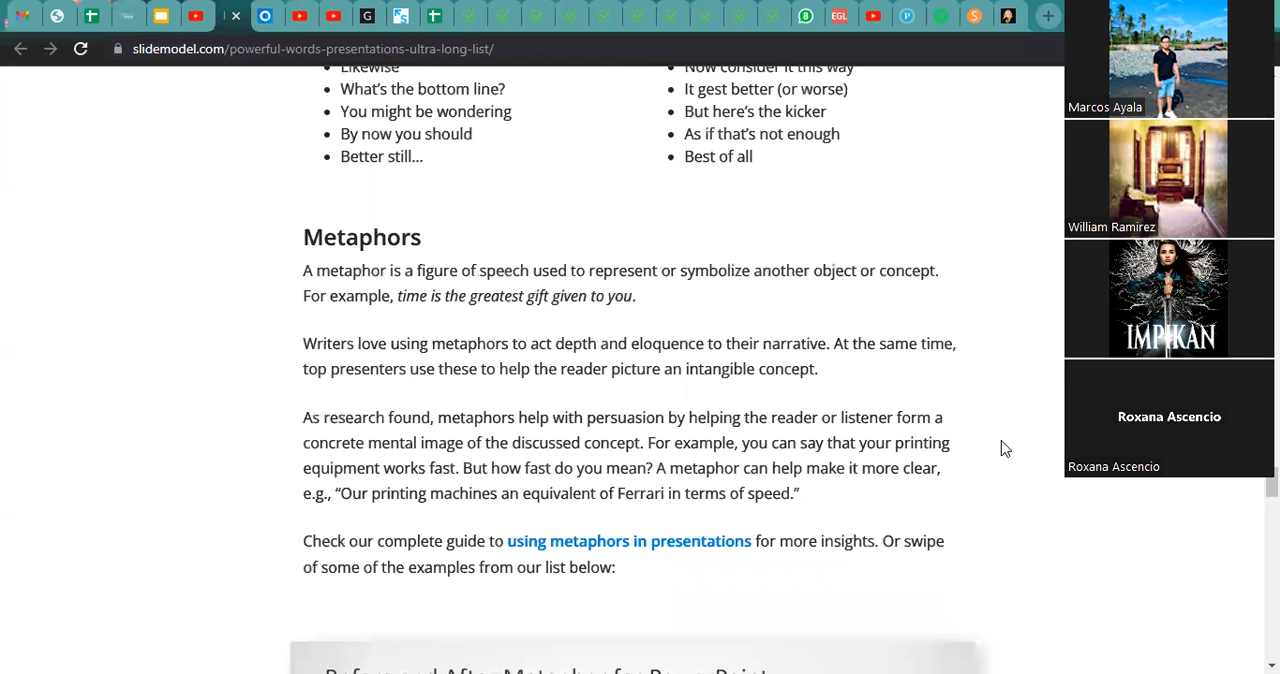 G
8
EGL
P
S
slidemodel.com/powerful-words-presentations-ultra-long-list/
Likewise
What's the bottom line?
You might be wondering
By now you should
Better still...
Now consider it this way
It gest better (or worse)
But here's the kicker
As if that's not enough
Best of all
Metaphors
A metaphor is a figure of speech used to represent or symbolize another object or concept.
For example, time is the greatest gift given to you.
Writers love using metaphors to act depth and eloquence to their narrative. At the same time,
top presenters use these to help the reader picture an intangible concept.
As research found, metaphors help with persuasion by helping the reader or listener form a
concrete mental image of the discussed concept. For example, you can say that your printing
equipment works fast. But how fast do you mean? A metaphor can help make it more clear,
e.g., “Our printing machines an equivalent of Ferrari in terms of speed.”
Check our complete guide to using metaphors in presentations for more insights. Or swipe
of some of the examples from our list below:
Before and After Metaphor for PowerPoint
Marcos Ayala
William Ramirez
IMPIKAN
Roxana Ascencio
Roxana Ascencio